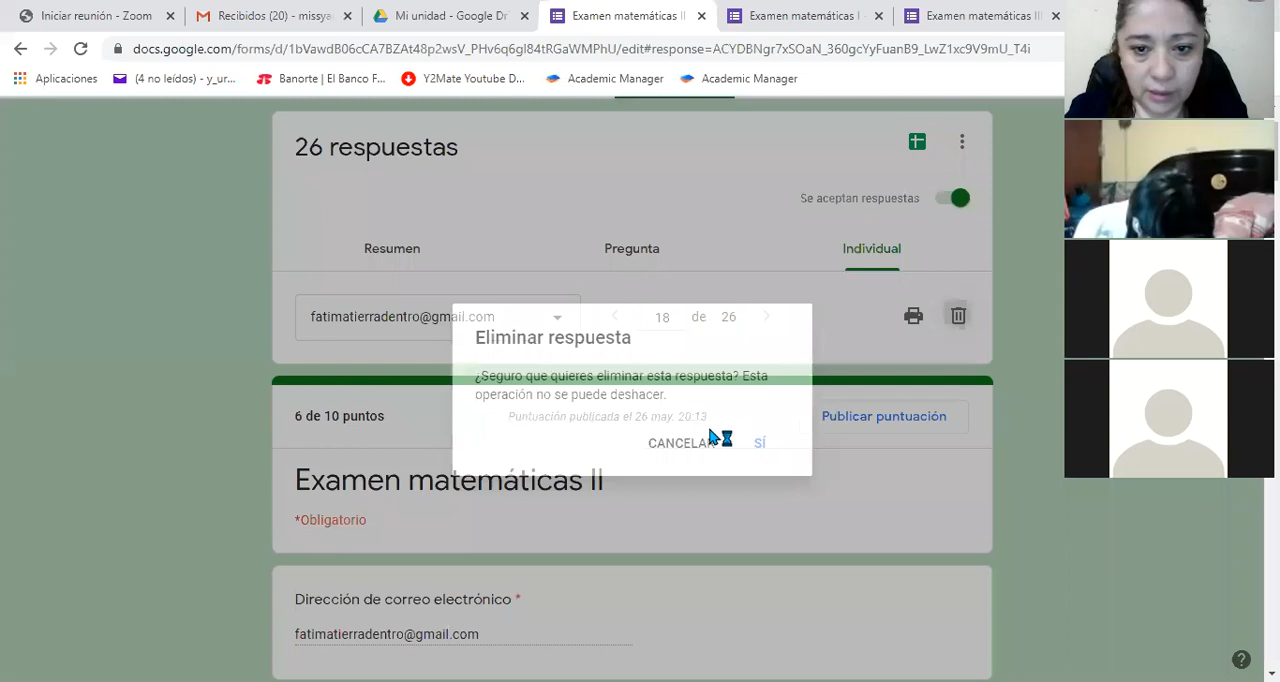 Iniciar reunión - Zoom
Recibidos (20) - missya
Mi unidad - Google Dr
Examen matemáticas II
Examen matemáticas I -
Examen matemáticas III
docs.google.com/forms/d/1bVawdB06cCA7BZAt48p2wsV_PHv6q6gl84tRGaWMPhU/edit#response=ACYDBNgr7xSOaN_360gcYyFuanB9_LwZ1xc9V9mU_T4i
Aplicaciones
(4 no leídos) - y_ur...
Banorte | El Banco F...
Y2Mate Youtube D...
Academic Manager
Academic Manager
26 respuestas
Se aceptan respuestas
Resumen
Pregunta
Individual
fatimatierradentro@gmail.com
18 de 26
Eliminar respuesta
¿Seguro que quieres eliminar esta respuesta? Esta
operación no se puede deshacer.
6 de 10 puntos
Puntuación publicada el 26 may. 20:13
Publicar puntuación
CANCELAR
SÍ
Examen matemáticas II
*Obligatorio
Dirección de correo electrónico *
fatimatierradentro@gmail.com